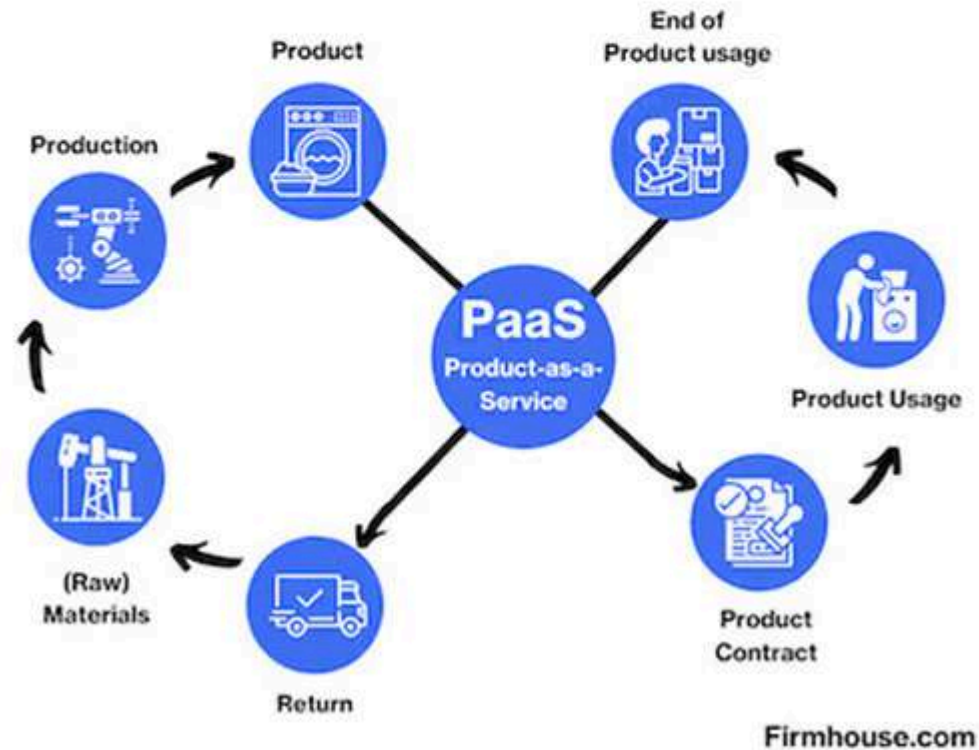 Product
End of
Product usage
Production
PaaS
Product-as-a-
Service
Product Usage
(Raw)
Materials
Product
Contract
Return
Firmhouse.com